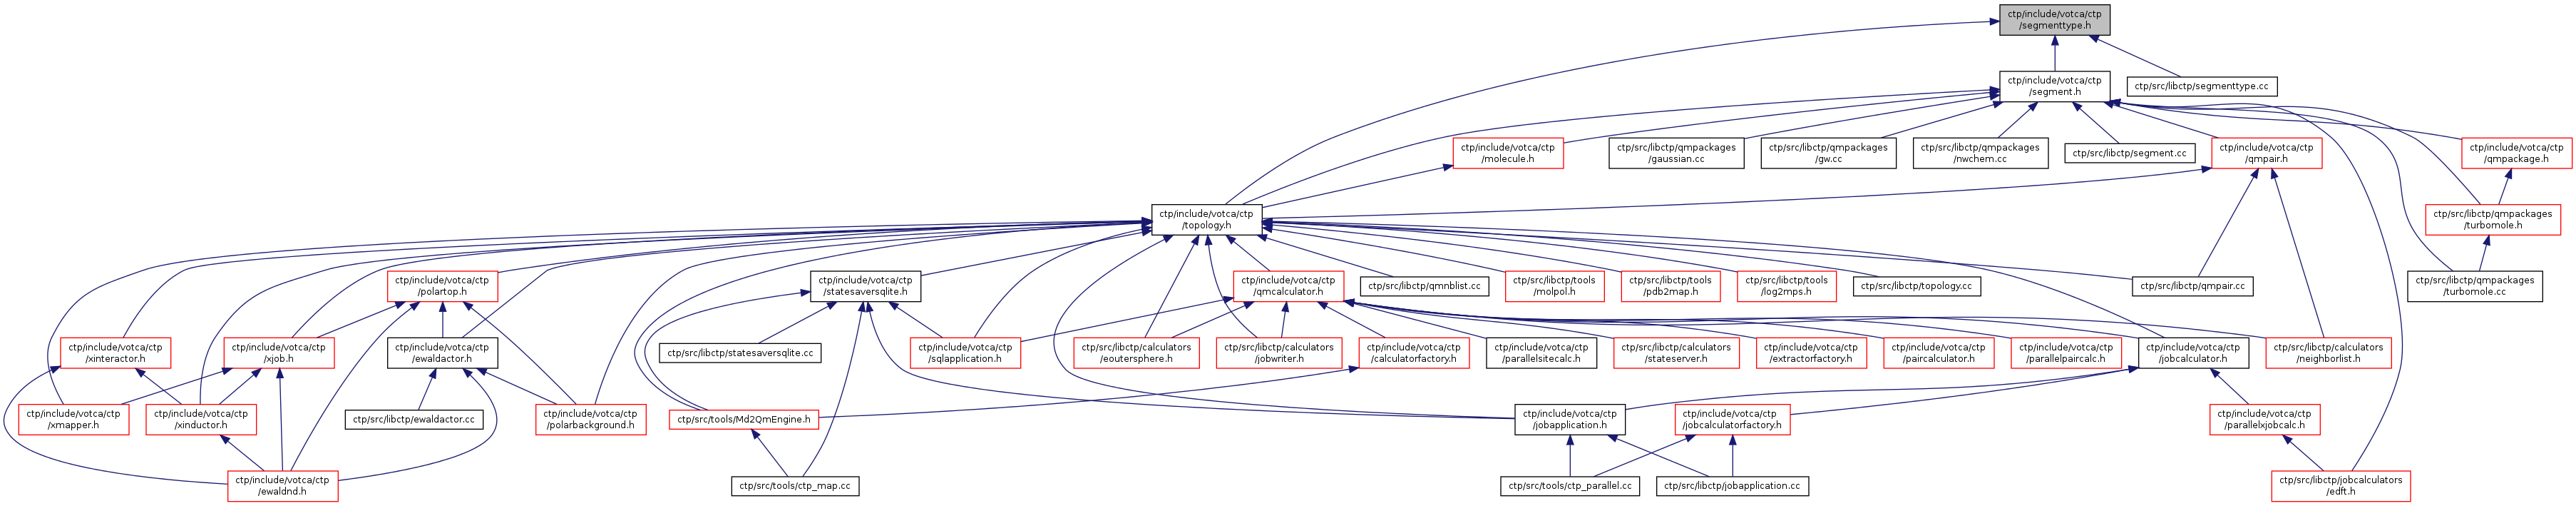 ctp/include/votca/ctp
/segmenttype.h
ctp/include/votca/ctp
/segment.h
ctp/src/libctp/segmenttype.cc
ctp/include/votca/ctp
/molecule.h
ctp/src/libctp/qmpackages
/gaussian.cc
ctp/src/libctp/qmpackages
/gw.cc
ctp/src/libctp/qmpackages
/nwchem.cc
ctp/src/libctp/segment.cc
ctp/include/votca/ctp
/qmpair.h
ctp/include/votca/ctp
/qmpackage.h
ctp/include/votca/ctp
/topology.h
ctp/src/libctp/qmpackages
/turbomole.h
ctp/include/votca/ctp
/polartop.h
ctp/include/votca/ctp
/statesaversqlite.h
ctp/include/votca/ctp
/qmcalculator.h
ctp/src/libctp/qmnblist.cc
ctp/src/libctp/tools
/molpol.h
ctp/src/libctp/tools
/pdb2map.h
ctp/src/libctp/tools
/log2mps.h
ctp/src/libctp/topology.cc
ctp/src/libctp/qmpair.cc
ctp/src/libctp/qmpackages
/turbomole.cc
ctp/include/votca/ctp
/xinteractor.h
ctp/include/votca/ctp
/xjob.h
ctp/include/votca/ctp
/ewaldactor.h
ctp/src/libctp/statesaversqlite.cc
ctp/include/votca/ctp
/sqlapplication.h
ctp/src/libctp/calculators
/eoutersphere.h
ctp/src/libctp/calculators
/jobwriter.h
ctp/include/votca/ctp
/calculatorfactory.h
ctp/include/votca/ctp
/parallelsitecalc.h
ctp/src/libctp/calculators
/stateserver.h
ctp/include/votca/ctp
/extractorfactory.h
ctp/include/votca/ctp
/paircalculator.h
ctp/include/votca/ctp
/parallelpaircalc.h
ctp/include/votca/ctp
/jobcalculator.h
ctp/src/libctp/calculators
/neighborlist.h
ctp/include/votca/ctp
/xmapper.h
ctp/include/votca/ctp
/xinductor.h
ctp/src/libctp/ewaldactor.cc
ctp/include/votca/ctp
/polarbackground.h
ctp/src/tools/Md2QmEngine.h
ctp/include/votca/ctp
/jobapplication.h
ctp/include/votca/ctp
/jobcalculatorfactory.h
ctp/include/votca/ctp
/parallelxjobcalc.h
ctp/include/votca/ctp
/ewaldnd.h
ctp/src/tools/ctp_map.cc
ctp/src/tools/ctp_parallel.cc
ctp/src/libctp/jobapplication.cc
ctp/src/libctp/jobcalculators
/edft.h